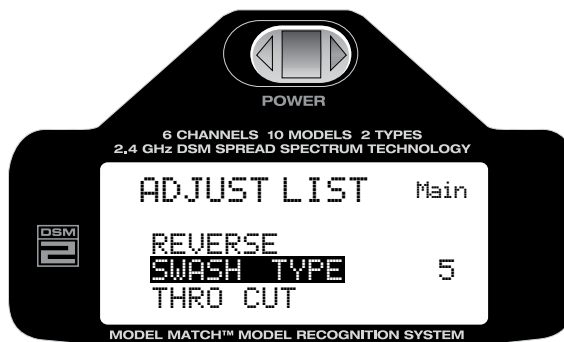 POWER
6 CHANNELS 10 MODELS 2 TYPES
2.4 GHz DSM SPREAD SPECTRUM TECHNOLOGY
ADJUST LIST Main
DSM
2
REVERSE
SWASH TYPE 5
THRO CUT
MODEL MATCH™ MODEL RECOGNITION SYSTEM